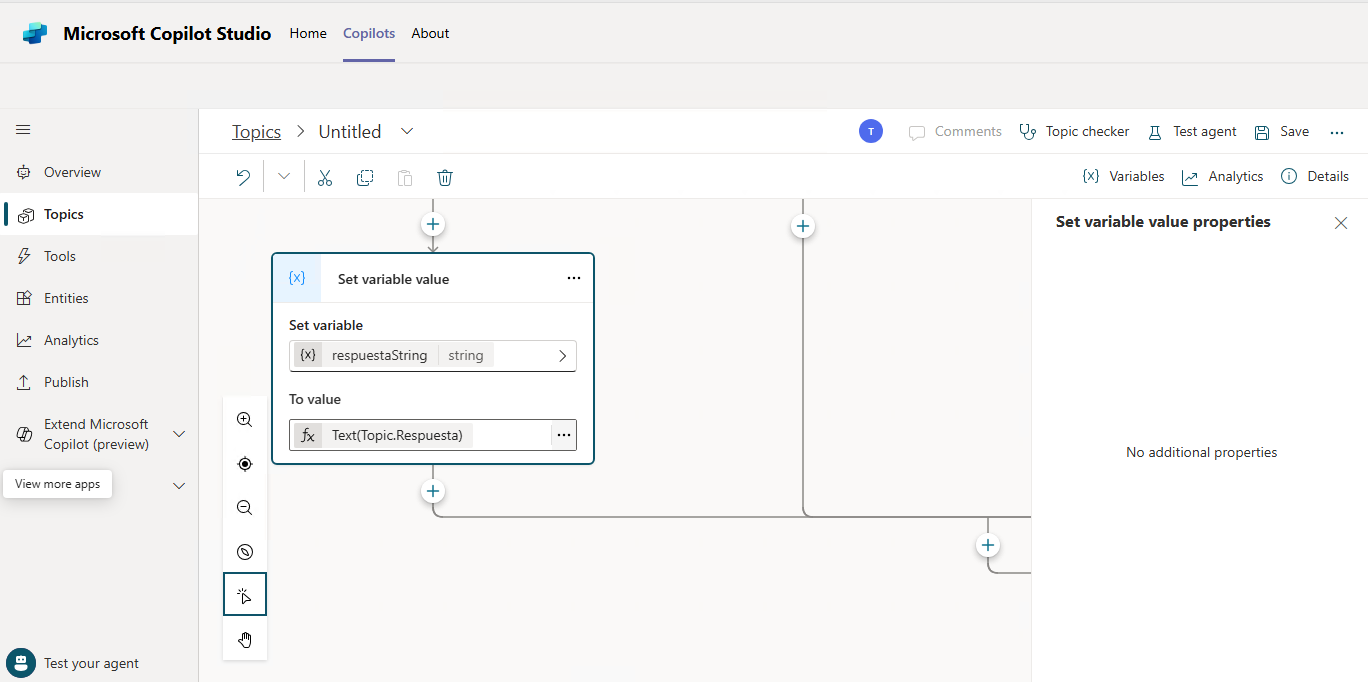 Microsoft Copilot Studio Home Copilots About
Topics > Untitled
T Comments Topic checker Test agent Save ...
Overview
Variables Analytics Details
Topics
Set variable value properties
Tools
Entities
Analytics
Publish
Extend Microsoft
Copilot (preview)
View more apps
Test your agent
{x} Set variable value ...
Set variable
{x} respuestaString string
To value
fx Text(Topic.Respuesta) ...
No additional properties